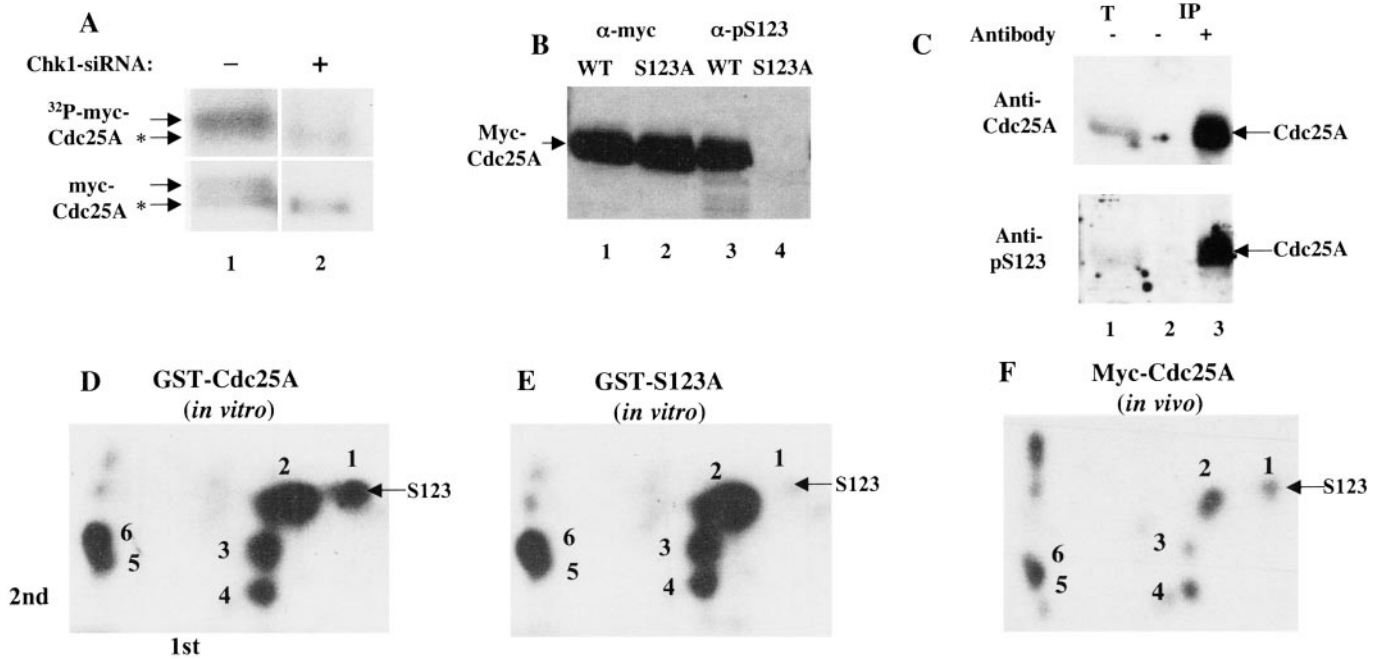 A
Chk1-siRNA: − +
³²P-myc-
Cdc25A *
myc-
Cdc25A *
1 2
B
α-myc α-pS123
WT S123A WT S123A
Myc-
Cdc25A
1 2 3 4
C
T IP
Antibody - - +
Anti-
Cdc25A
Cdc25A
Anti-
pS123
Cdc25A
1 2 3
D
GST-Cdc25A
(in vitro)
2 1
S123
6
5
3
4
2nd
1st
E
GST-S123A
(in vitro)
2 1
S123
6
5
3
4
F
Myc-Cdc25A
(in vivo)
2 1
S123
6
5
3
4